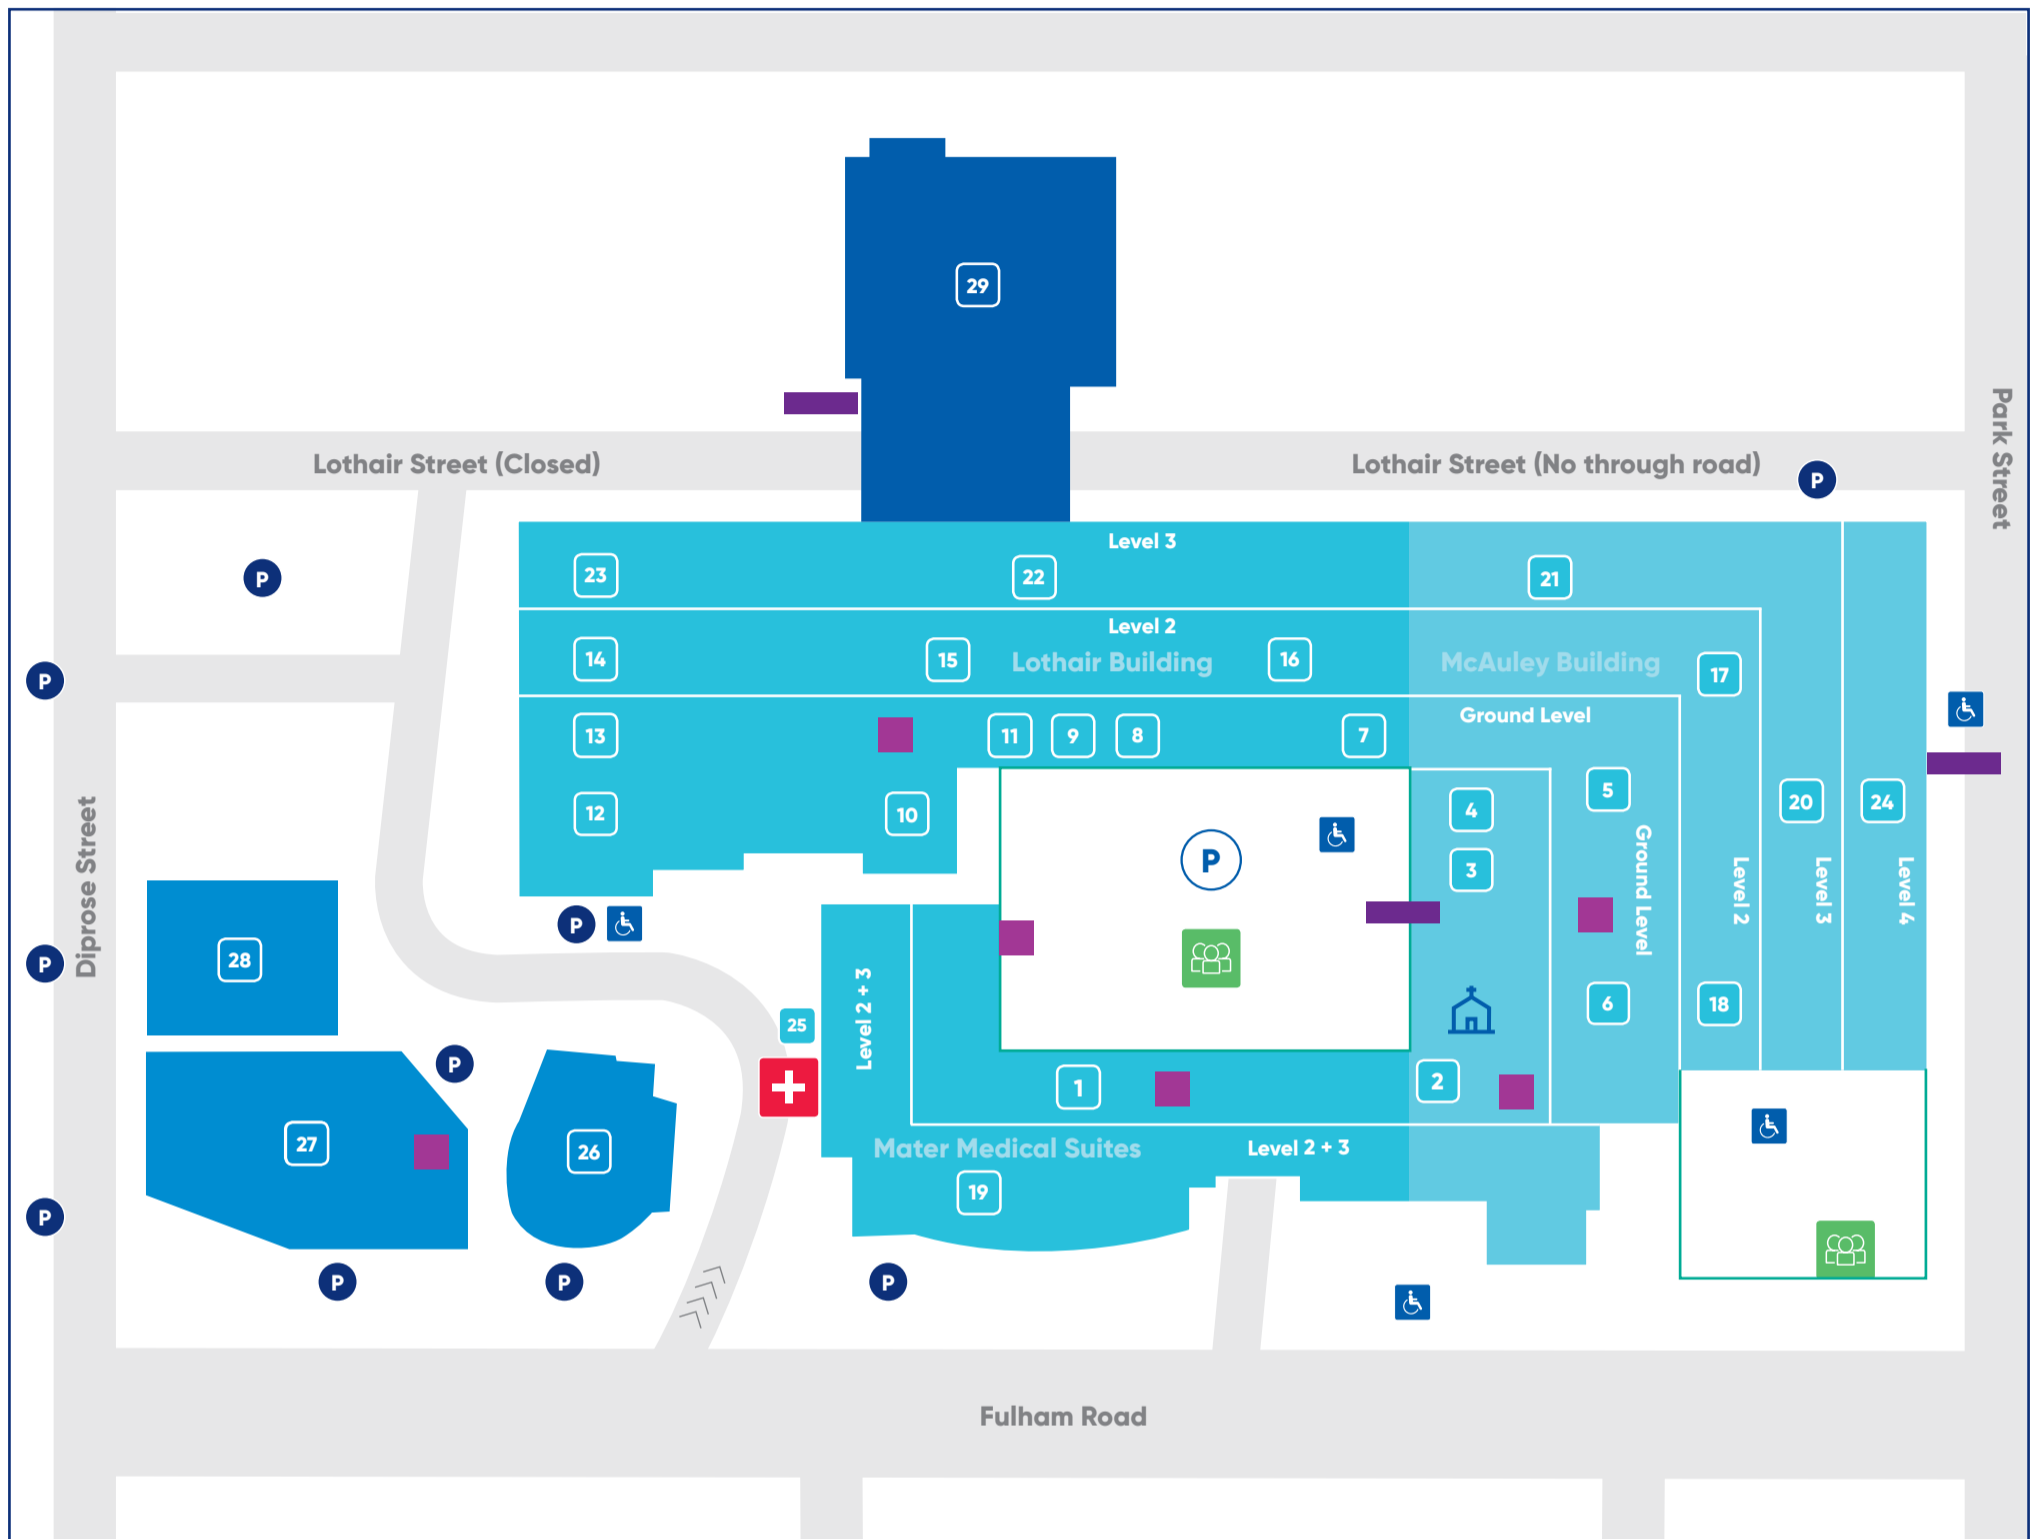 29
Park Street
Lothair Street (Closed)
Lothair Street (No through road)
P
Level 3
23
22
21
P
Level 2
14
15
Lothair Building
16
McAuley Building
17
P
Ground Level
13
11
9
8
7
12
10
4
5
20
24
P
3
Diprose Street
Ground Level
Level 2
Level 3
Level 4
P
28
P
Level 2 + 3
6
18
25
P
1
2
27
26
Mater Medical Suites
Level 2 + 3
19
P
P
P
P
Fulham Road